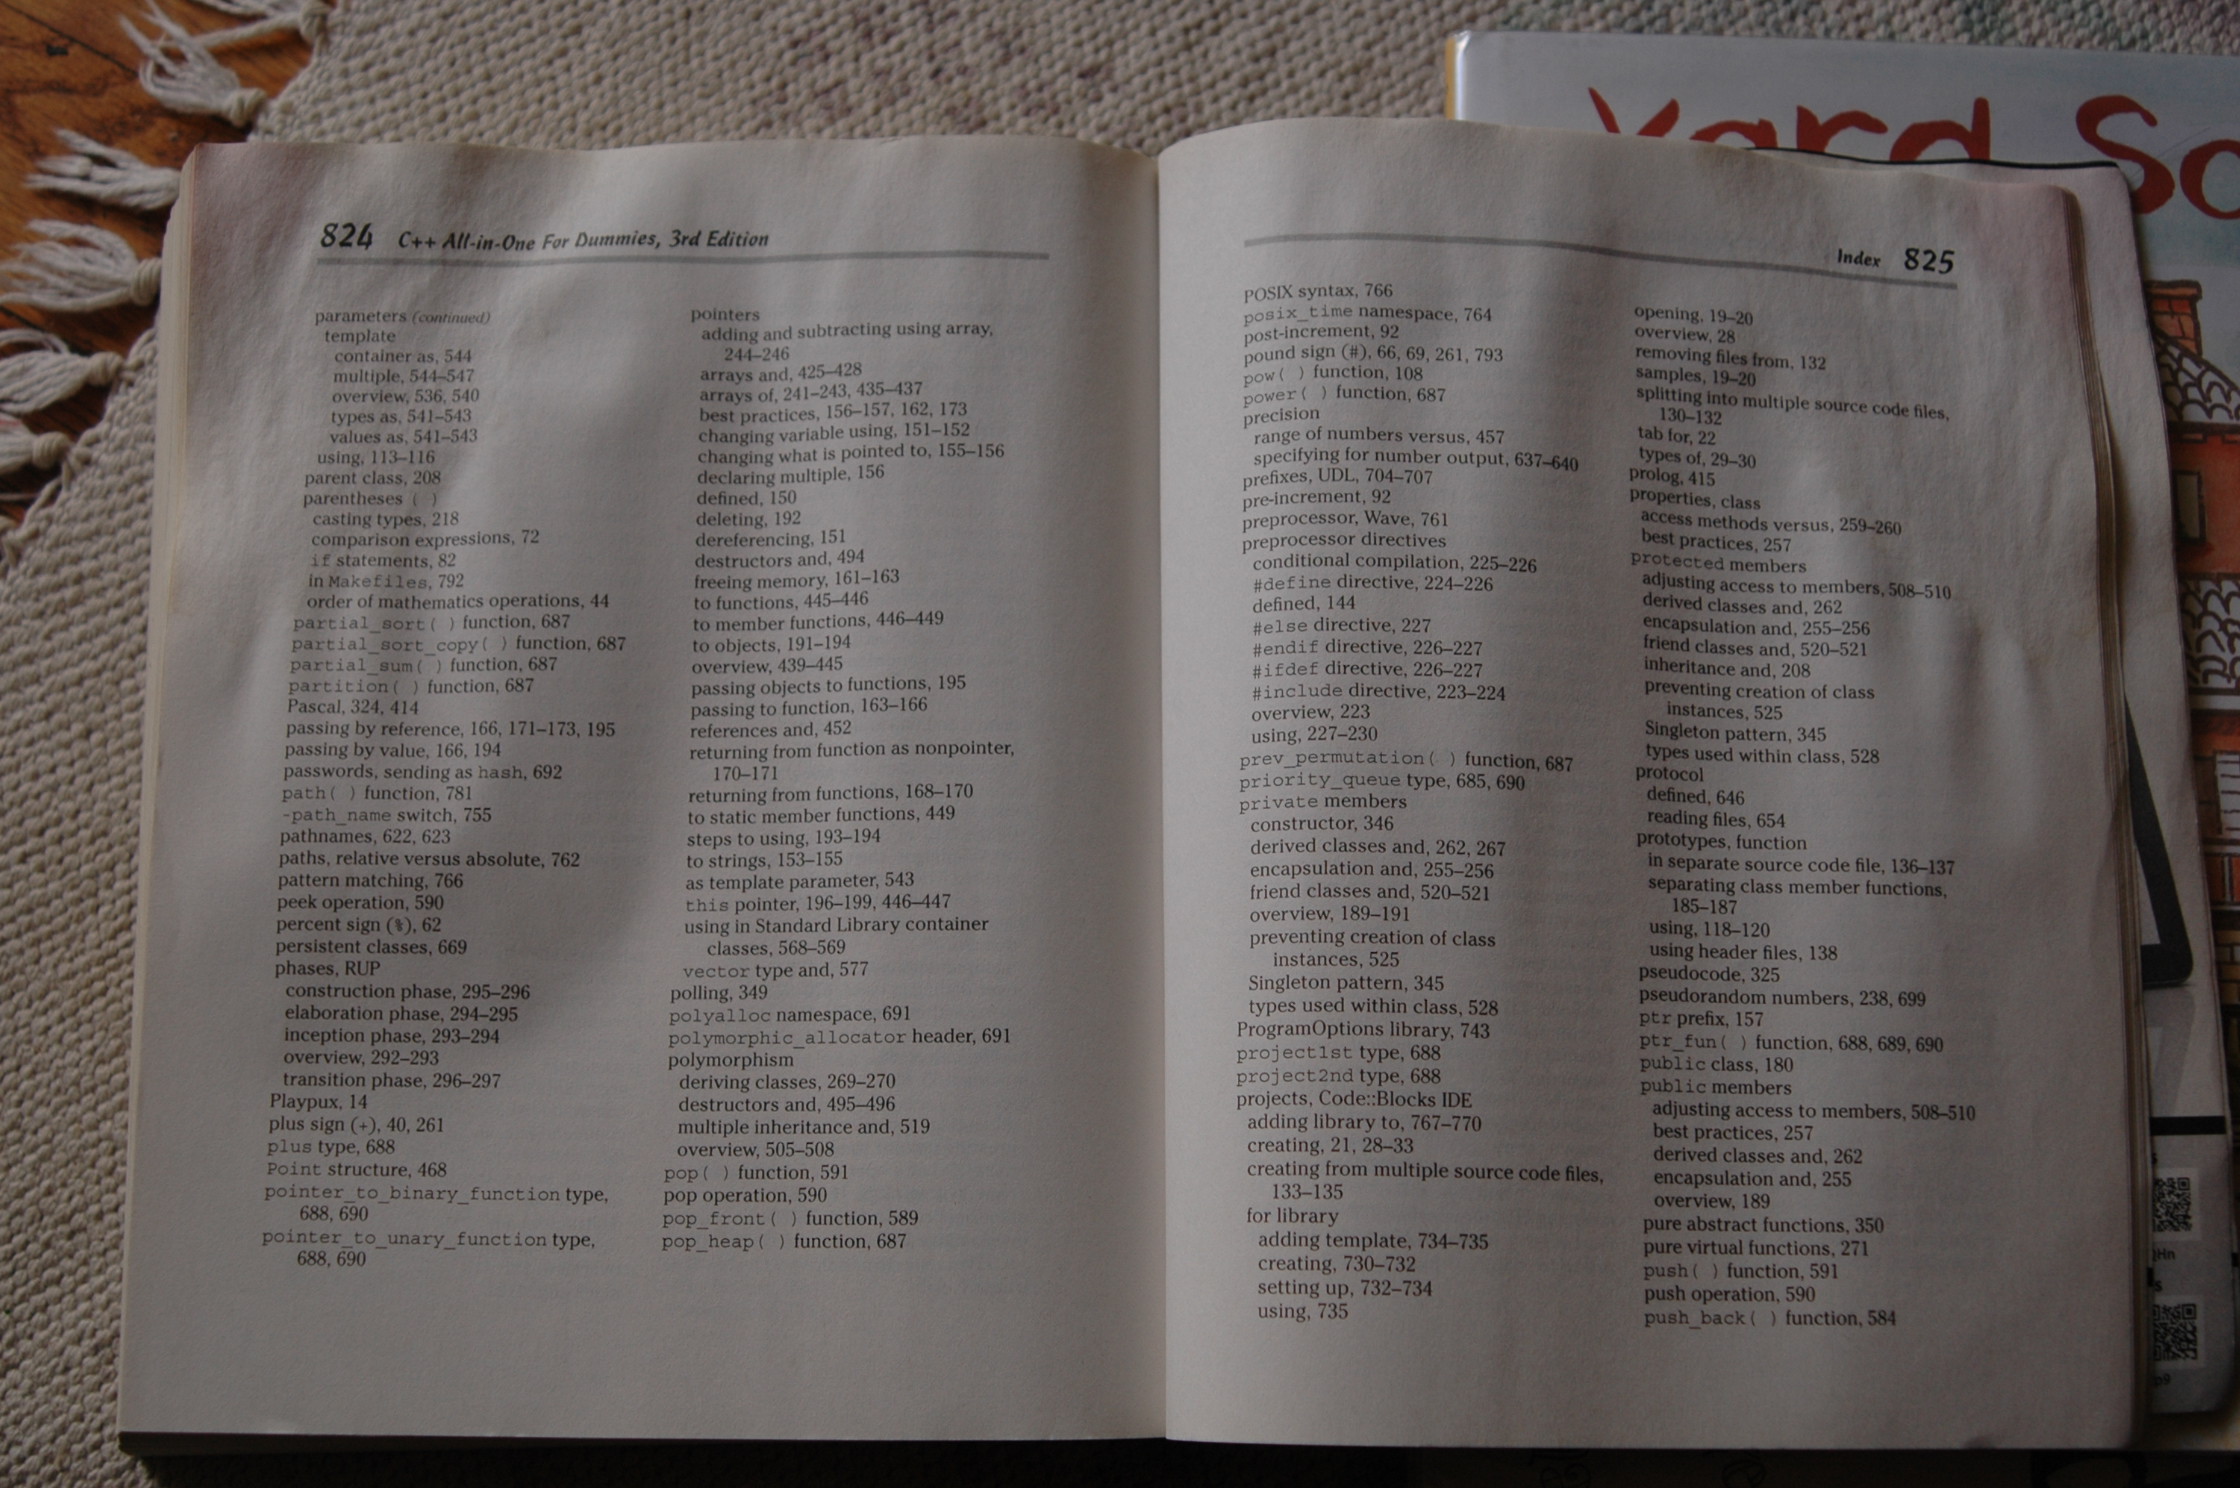 824 C++ All-in-One For Dummies, 3rd Edition
parameters (continued)
template
container as, 544
multiple, 544–547
overview, 536, 540
types as, 541–543
values as, 541–543
using, 113–116
parent class, 208
parentheses ( )
casting types, 218
comparison expressions, 72
if statements, 82
in Makefiles, 792
order of mathematics operations, 44
partial_sort( ) function, 687
partial_sort_copy( ) function, 687
partial_sum( ) function, 687
partition( ) function, 687
Pascal, 324, 414
passing by reference, 166, 171–173, 195
passing by value, 166, 194
passwords, sending as hash, 692
path( ) function, 781
-path_name switch, 755
pathnames, 622, 623
paths, relative versus absolute, 762
pattern matching, 766
peek operation, 590
percent sign (%), 62
persistent classes, 669
phases, RUP
construction phase, 295–296
elaboration phase, 294–295
inception phase, 293–294
overview, 292–293
transition phase, 296–297
Playpux, 14
plus sign (+), 40, 261
plus type, 688
Point structure, 468
pointer_to_binary_function type,
688, 690
pointer_to_unary_function type,
688, 690
pointers
adding and subtracting using array,
244–246
arrays and, 425–428
arrays of, 241–243, 435–437
best practices, 156–157, 162, 173
changing variable using, 151–152
changing what is pointed to, 155–156
declaring multiple, 156
defined, 150
deleting, 192
dereferencing, 151
destructors and, 494
freeing memory, 161–163
to functions, 445–446
to member functions, 446–449
to objects, 191–194
overview, 439–445
passing objects to functions, 195
passing to function, 163–166
references and, 452
returning from function as nonpointer,
170–171
returning from functions, 168–170
to static member functions, 449
steps to using, 193–194
to strings, 153–155
as template parameter, 543
this pointer, 196–199, 446–447
using in Standard Library container
classes, 568–569
vector type and, 577
polling, 349
polyalloc namespace, 691
polymorphic_allocator header, 691
polymorphism
deriving classes, 269–270
destructors and, 495–496
multiple inheritance and, 519
overview, 505–508
pop( ) function, 591
pop operation, 590
pop_front( ) function, 589
pop_heap( ) function, 687
Index 825
POSIX syntax, 766
posix_time namespace, 764
post-increment, 92
pound sign (#), 66, 69, 261, 793
pow( ) function, 108
power( ) function, 687
precision
range of numbers versus, 457
specifying for number output, 637–640
prefixes, UDL, 704–707
pre-increment, 92
preprocessor, Wave, 761
preprocessor directives
conditional compilation, 225–226
#define directive, 224–226
defined, 144
#else directive, 227
#endif directive, 226–227
#ifdef directive, 226–227
#include directive, 223–224
overview, 223
using, 227–230
prev_permutation( ) function, 687
priority_queue type, 685, 690
private members
constructor, 346
derived classes and, 262, 267
encapsulation and, 255–256
friend classes and, 520–521
overview, 189–191
preventing creation of class
instances, 525
Singleton pattern, 345
types used within class, 528
ProgramOptions library, 743
project1st type, 688
project2nd type, 688
projects, Code::Blocks IDE
adding library to, 767–770
creating, 21, 28–33
creating from multiple source code files,
133–135
for library
adding template, 734–735
creating, 730–732
setting up, 732–734
using, 735
opening, 19–20
overview, 28
removing files from, 132
samples, 19–20
splitting into multiple source code files,
130–132
tab for, 22
types of, 29–30
prolog, 415
properties, class
access methods versus, 259–260
best practices, 257
protected members
adjusting access to members, 508–510
derived classes and, 262
encapsulation and, 255–256
friend classes and, 520–521
inheritance and, 208
preventing creation of class
instances, 525
Singleton pattern, 345
types used within class, 528
protocol
defined, 646
reading files, 654
prototypes, function
in separate source code file, 136–137
separating class member functions,
185–187
using, 118–120
using header files, 138
pseudocode, 325
pseudorandom numbers, 238, 699
ptr prefix, 157
ptr_fun( ) function, 688, 689, 690
public class, 180
public members
adjusting access to members, 508–510
best practices, 257
derived classes and, 262
encapsulation and, 255
overview, 189
pure abstract functions, 350
pure virtual functions, 271
push( ) function, 591
push operation, 590
push_back( ) function, 584
Yard